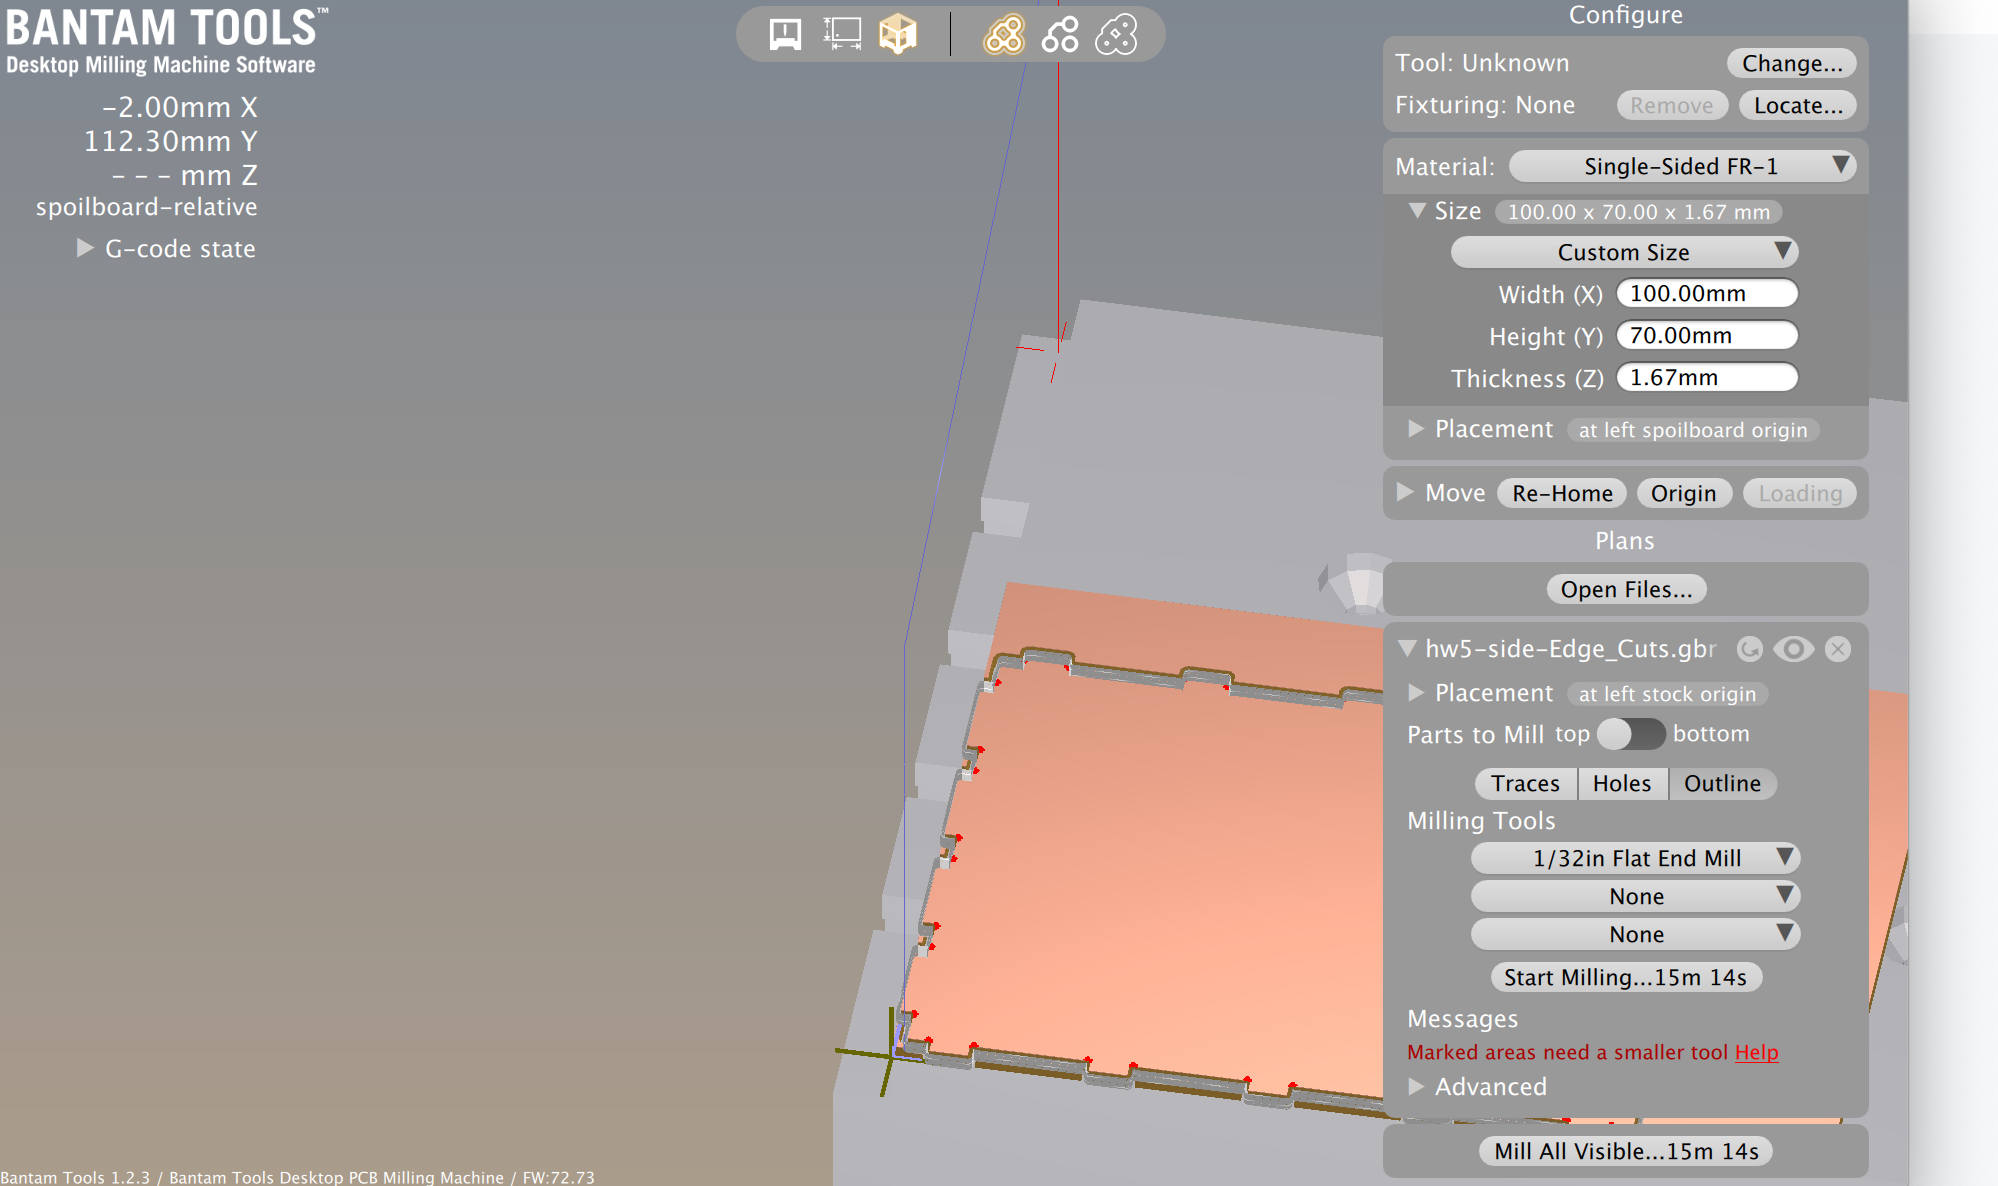 BANTAM TOOLS™
Desktop Milling Machine Software
-2.00mm X
112.30mm Y
- - - mm Z
spoilboard-relative
G-code state
Configure
Tool: Unknown Change...
Fixturing: None Remove Locate...
Material: Single-Sided FR-1
Size 100.00 x 70.00 x 1.67 mm
Custom Size
Width (X) 100.00mm
Height (Y) 70.00mm
Thickness (Z) 1.67mm
Placement at left spoilboard origin
Move Re-Home Origin Loading
Plans
Open Files...
hw5-side-Edge_Cuts.gbr
Placement at left stock origin
Parts to Mill top bottom
Traces Holes Outline
Milling Tools
1/32in Flat End Mill
None
None
Start Milling...15m 14s
Messages
Marked areas need a smaller tool Help
Advanced
Mill All Visible...15m 14s
Bantam Tools 1.2.3 / Bantam Tools Desktop PCB Milling Machine / FW:72.73